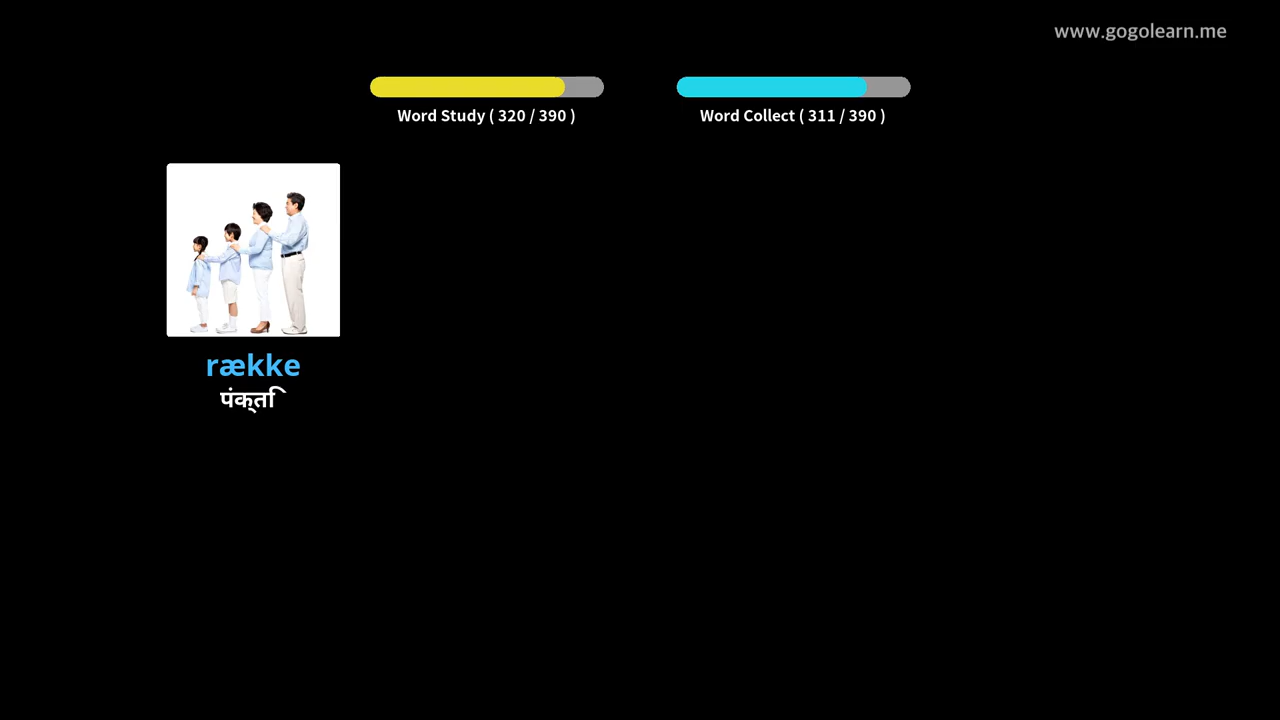 www.gogolearn.me
Word Study ( 320 / 390 )
Word Collect ( 311 / 390 )
række
पंक्ति